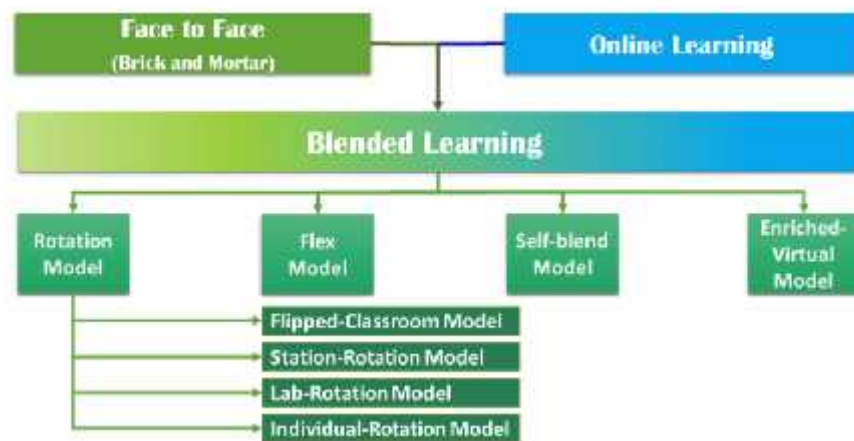 Face to Face
(Brick and Mortar)
Online Learning
Blended Learning
Rotation
Model
Flex
Model
Self-blend
Model
Enriched-
Virtual
Model
Flipped-Classroom Model
Station-Rotation Model
Lab-Rotation Model
Individual-Rotation Model